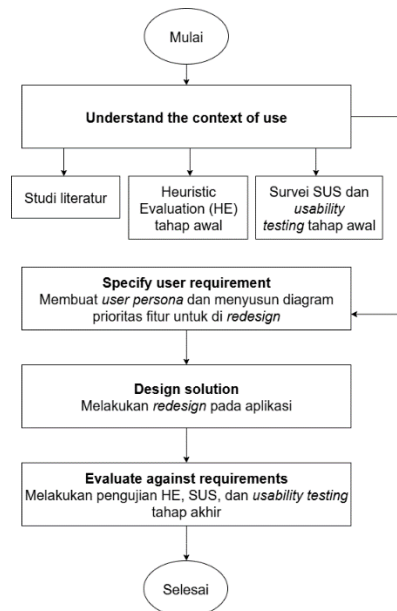 Mulai
Understand the context of use
Studi literatur
Heuristic
Evaluation (HE)
tahap awal
Survei SUS dan
usability
testing tahap awal
Specify user requirement
Membuat user persona dan menyusun diagram
prioritas fitur untuk di redesign
Design solution
Melakukan redesign pada aplikasi
Evaluate against requirements
Melakukan pengujian HE, SUS, dan usability testing
tahap akhir
Selesai